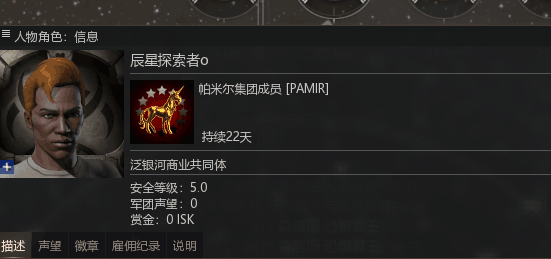 人物角色：信息
辰星探索者o
帕米尔集团成员 [PAMIR]
持续22天
泛银河商业共同体
安全等级：5.0
军团声望：0
赏金：0 ISK
描述 声望 徽章 雇佣纪录 说明